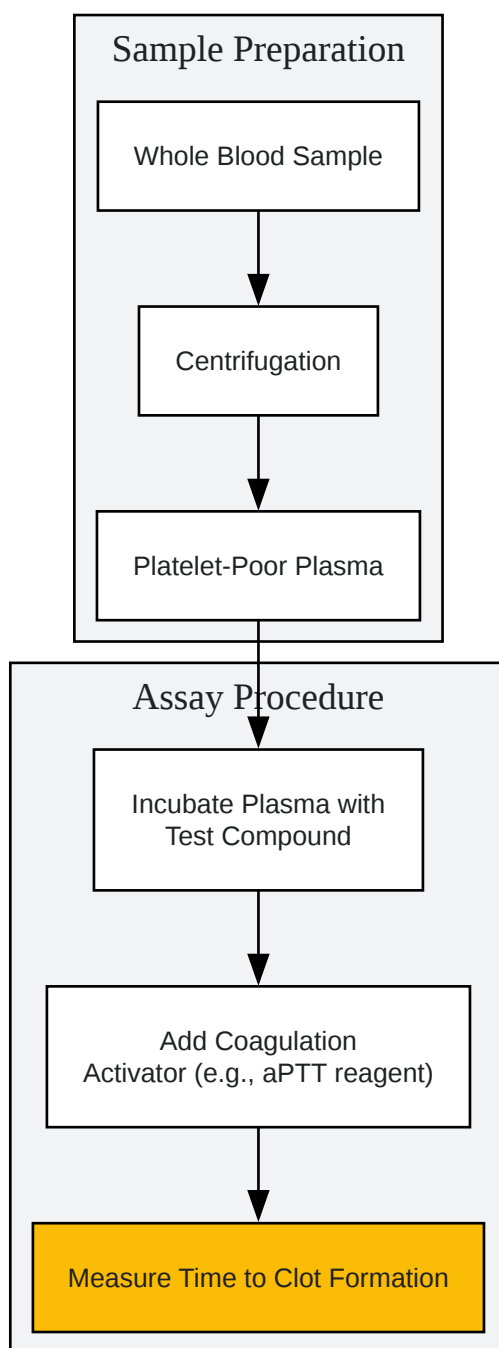 Sample Preparation
Whole Blood Sample
Centrifugation
Platelet-Poor Plasma
Assay Procedure
Incubate Plasma with
Test Compound
Add Coagulation
Activator (e.g., aPTT reagent)
Measure Time to Clot Formation